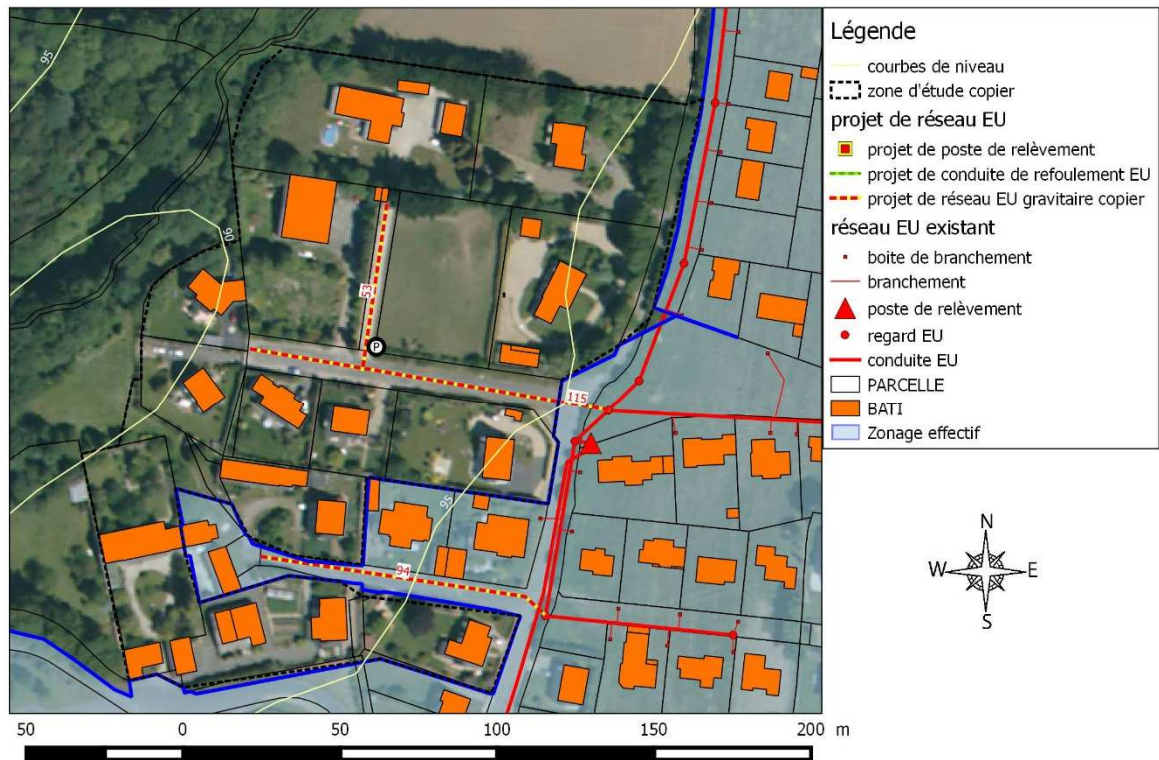 95
90
53
P
115
95
94
Légende
courbes de niveau
zone d'étude copier
projet de réseau EU
projet de poste de relèvement
projet de conduite de refoulement EU
projet de réseau EU gravitaire copier
réseau EU existant
boite de branchement
branchement
poste de relèvement
regard EU
conduite EU
PARCELLE
BATI
Zonage effectif
N
W E
S
50 0 50 100 150 200 m